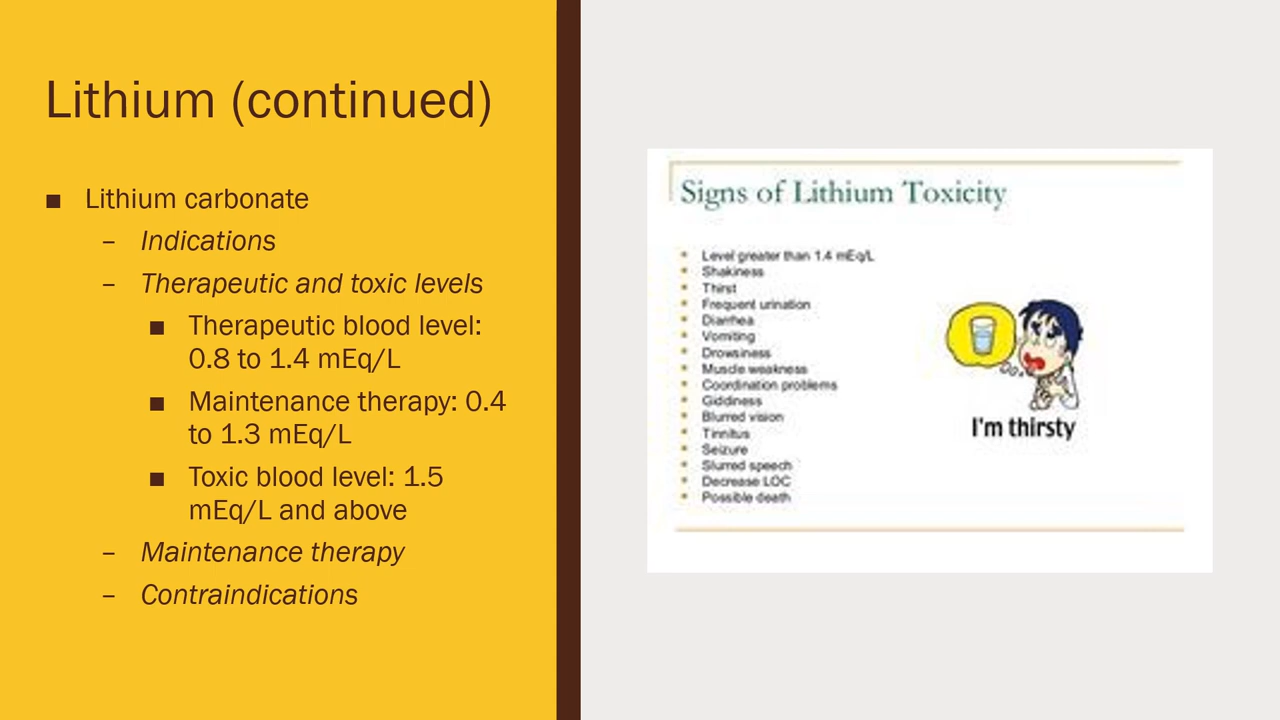 Lithium (continued)
■ Lithium carbonate
– Indications
– Therapeutic and toxic levels
■ Therapeutic blood level:
0.8 to 1.4 mEq/L
■ Maintenance therapy: 0.4
to 1.3 mEq/L
■ Toxic blood level: 1.5
mEq/L and above
– Maintenance therapy
– Contraindications
Signs of Lithium Toxicity
Level greater than 1.4 mEq/L
Shakiness
Thirst
Frequent urination
Diarrhea
Vomiting
Drowsiness
Muscle weakness
Coordination problems
Giddiness
Blurred vision
Tinnitus
Seizure
Slurred speech
Decrease LOC
Possible death
I'm thirsty